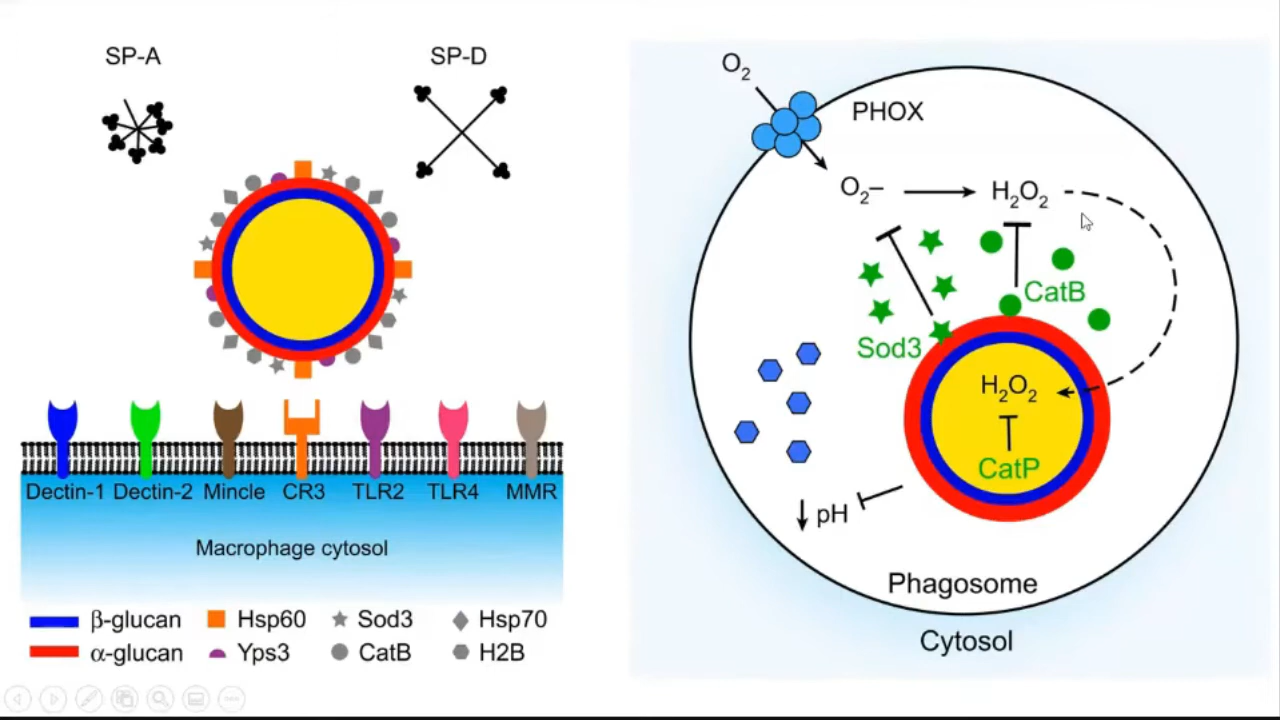 SP-A
SP-D
Dectin-1 Dectin-2 Mincle CR3 TLR2 TLR4 MMR
Macrophage cytosol
β-glucan Hsp60 Sod3 Hsp70
α-glucan Yps3 CatB H2B
O₂
PHOX
O₂– H₂O₂
CatB
Sod3
H₂O₂
CatP
pH
Phagosome
Cytosol